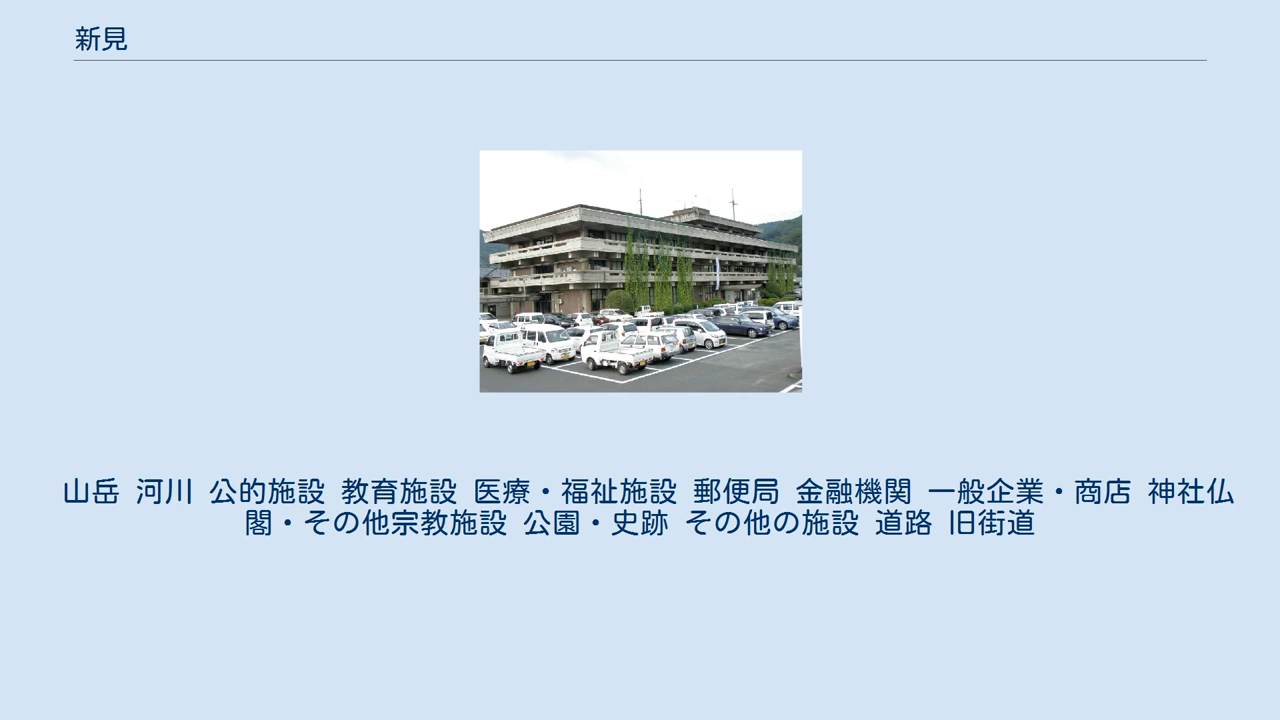 新見
山岳 河川 公的施設 教育施設 医療・福祉施設 郵便局 金融機関 一般企業・商店 神社仏
閣・その他宗教施設 公園・史跡 その他の施設 道路 旧街道